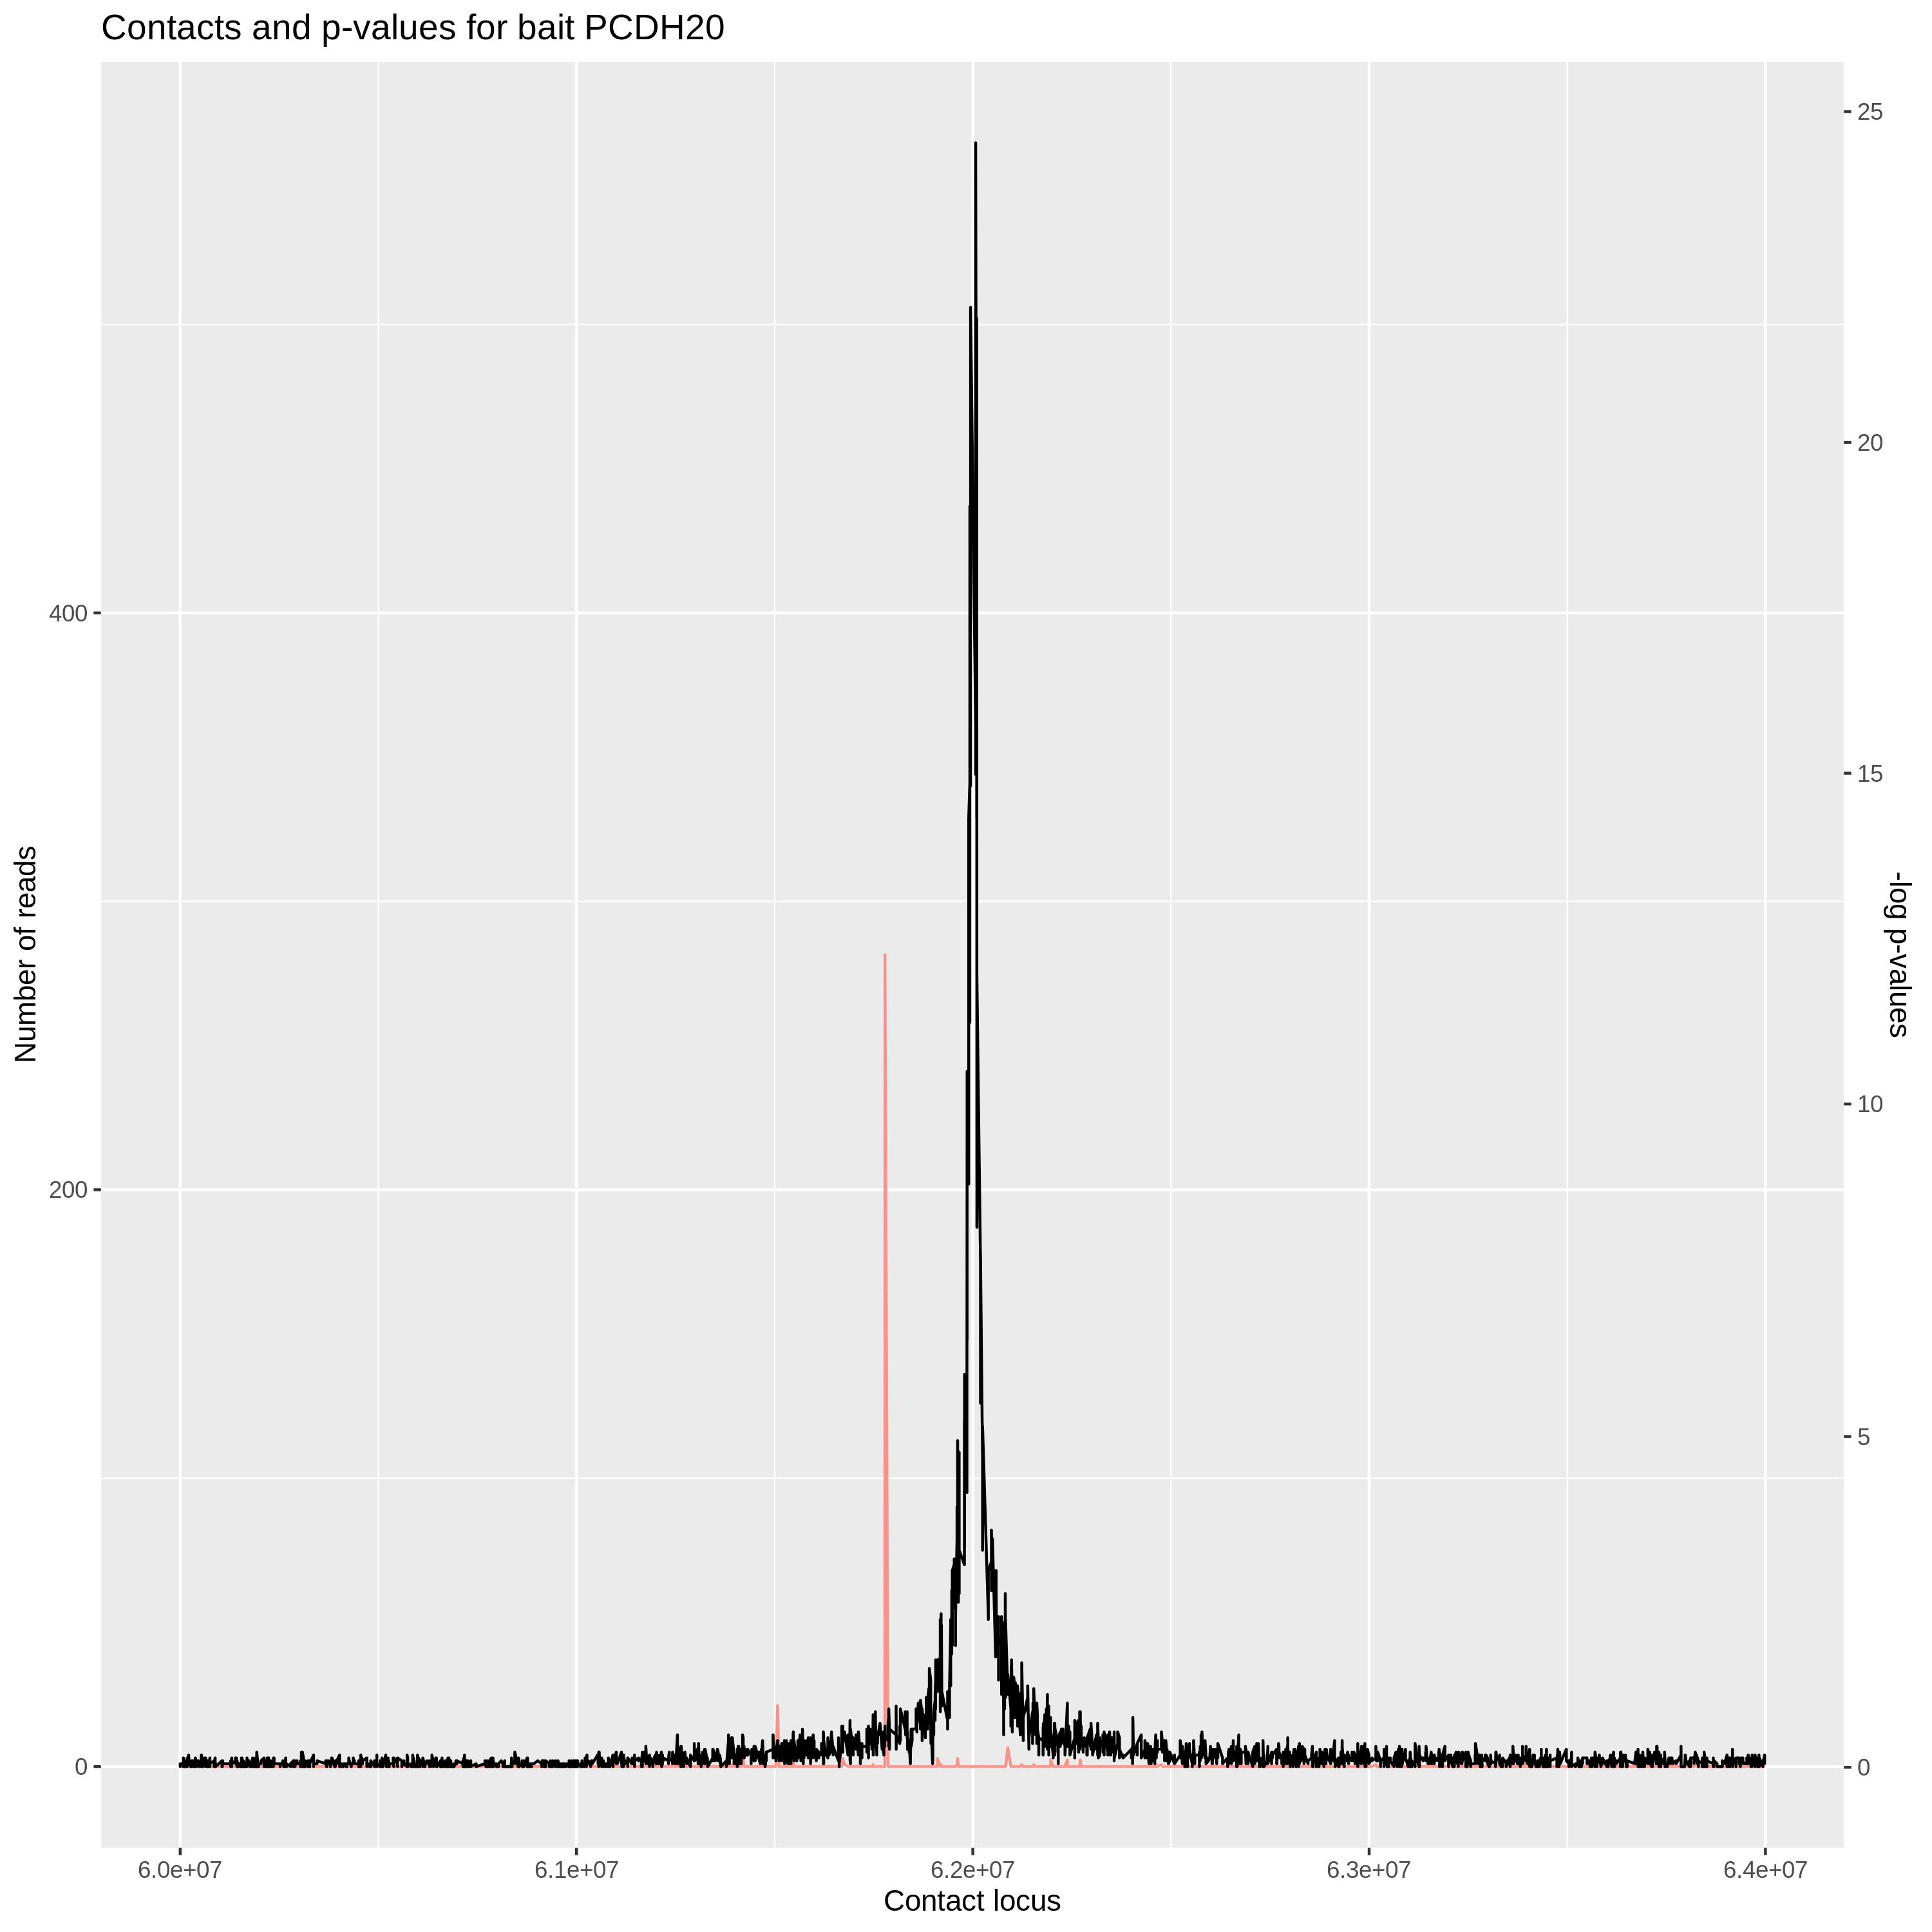 Contacts and p-values for bait PCDH20
Number of reads
400
200
0
25
20
15
10
5
0
-log p-values
6.0e+07 6.1e+07 6.2e+07 6.3e+07 6.4e+07
Contact locus